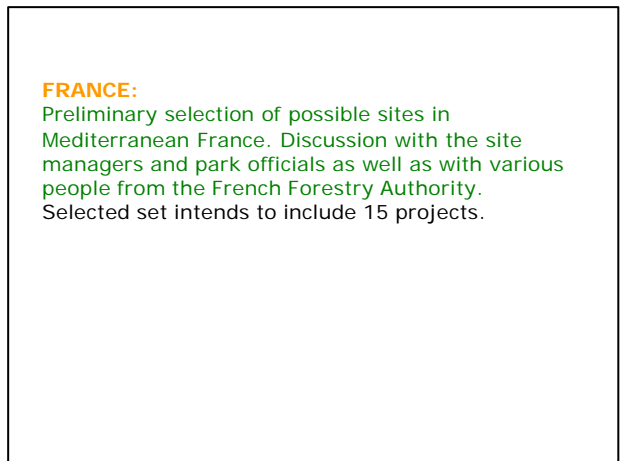 FRANCE:
Preliminary selection of possible sites in
Mediterranean France. Discussion with the site
managers and park officials as well as with various
people from the French Forestry Authority.
Selected set intends to include 15 projects.